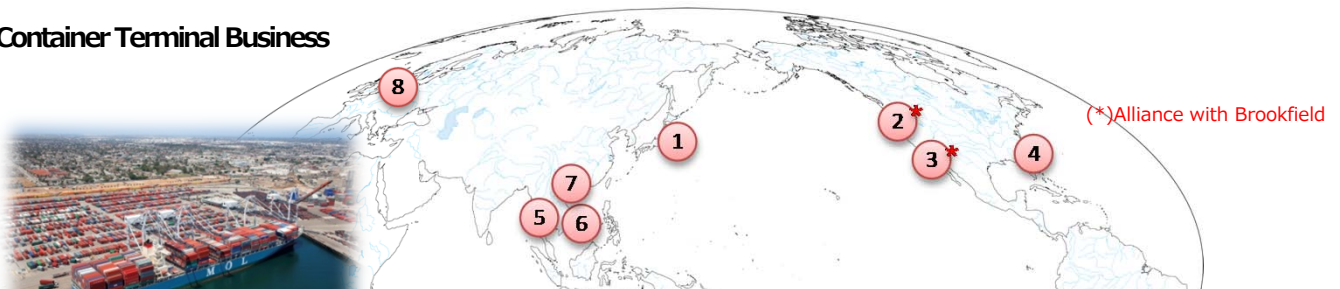 Container Terminal Business
8
(*)Alliance with Brookfield
2*
1
3*
4
7
5
6
MOL